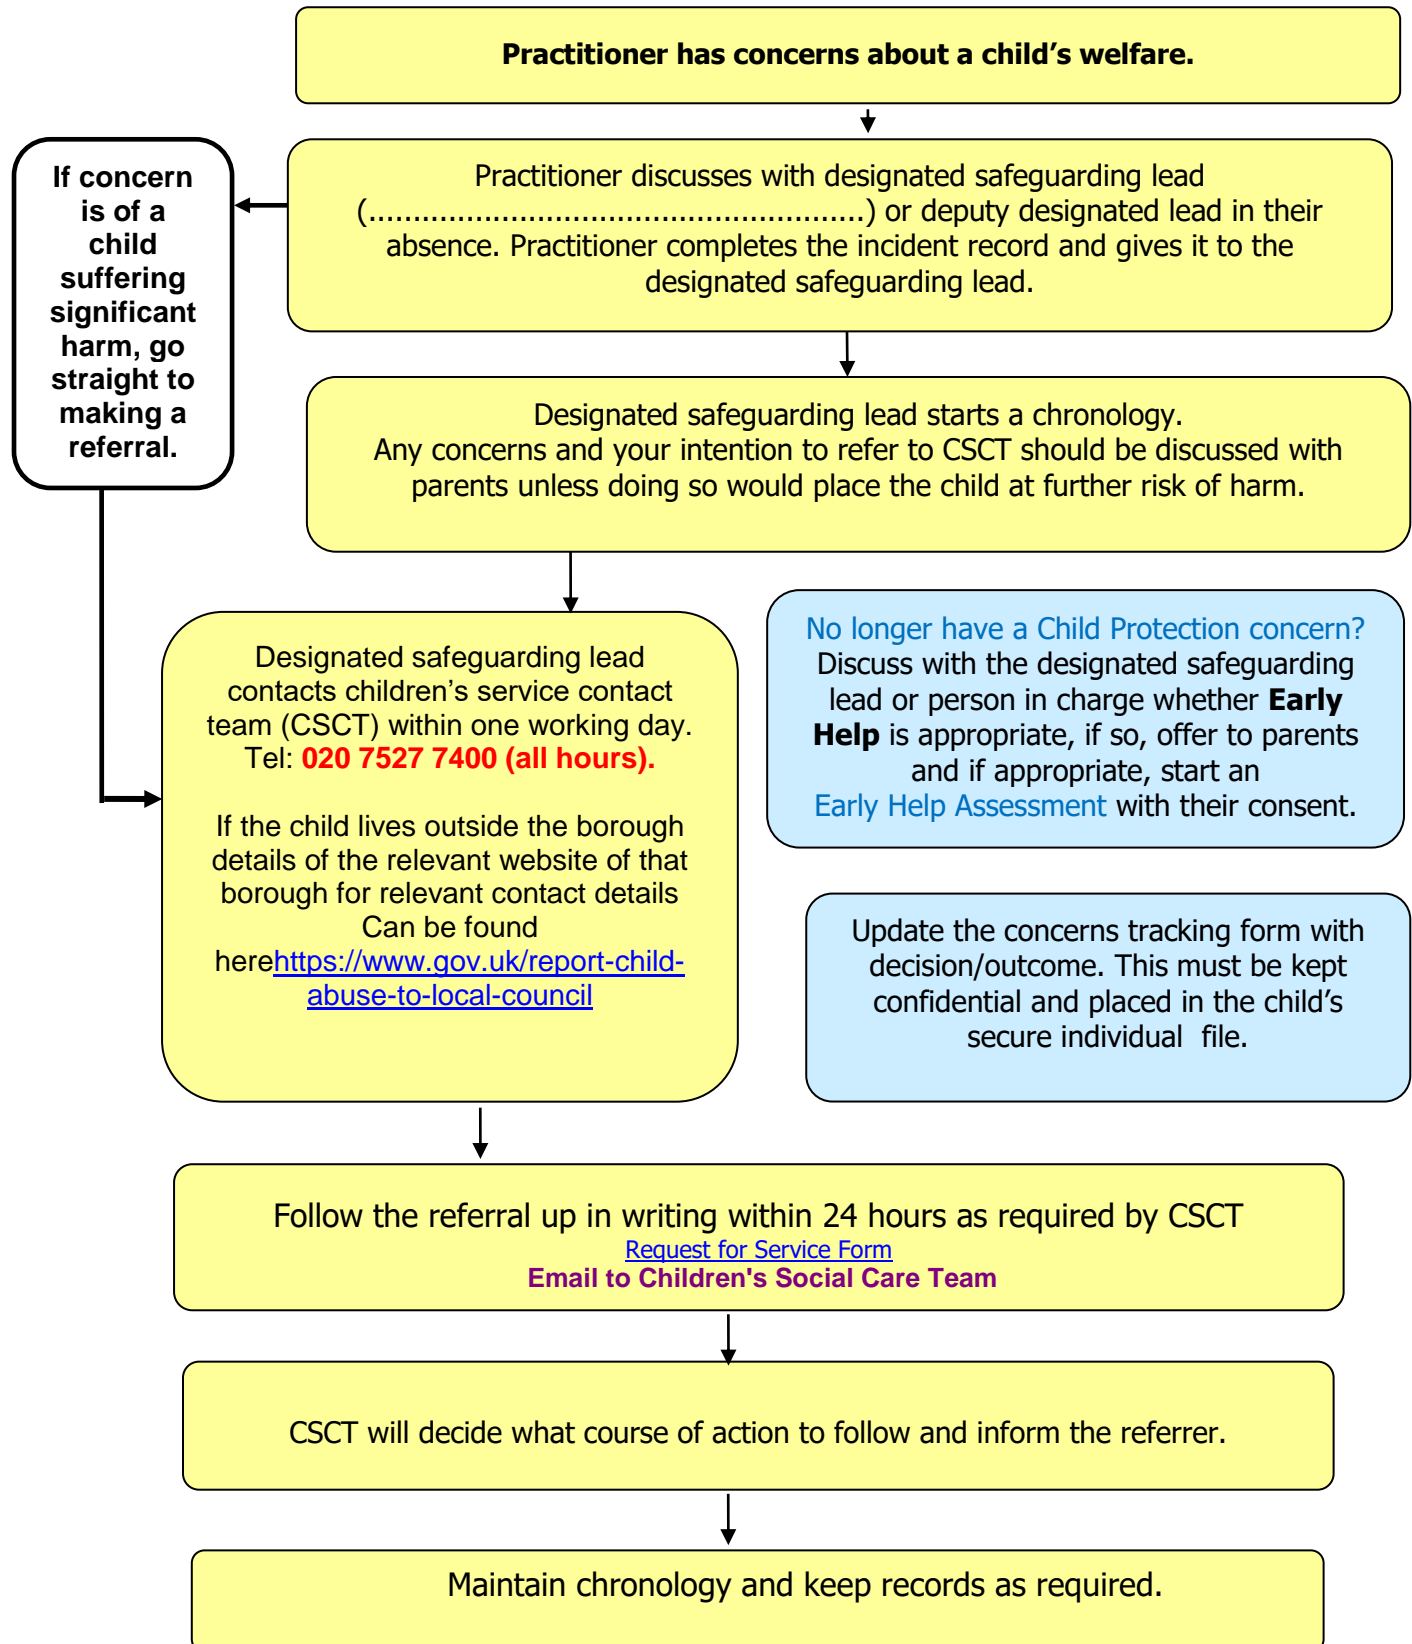 Practitioner has concerns about a child’s welfare.
If concern
is of a
child
suffering
significant
harm, go
straight to
making a
referral.
Practitioner discusses with designated safeguarding lead
(........................................................) or deputy designated lead in their
absence. Practitioner completes the incident record and gives it to the
designated safeguarding lead.
Designated safeguarding lead starts a chronology.
Any concerns and your intention to refer to CSCT should be discussed with
parents unless doing so would place the child at further risk of harm.
Designated safeguarding lead
contacts children’s service contact
team (CSCT) within one working day.
Tel: 020 7527 7400 (all hours).
If the child lives outside the borough
details of the relevant website of that
borough for relevant contact details
Can be found
herehttps://www.gov.uk/report-child-
abuse-to-local-council
No longer have a Child Protection concern?
Discuss with the designated safeguarding
lead or person in charge whether Early
Help is appropriate, if so, offer to parents
and if appropriate, start an
Early Help Assessment with their consent.
Update the concerns tracking form with
decision/outcome. This must be kept
confidential and placed in the child’s
secure individual  file.
Follow the referral up in writing within 24 hours as required by CSCT
Request for Service Form
Email to Children's Social Care Team
CSCT will decide what course of action to follow and inform the referrer.
Maintain chronology and keep records as required.